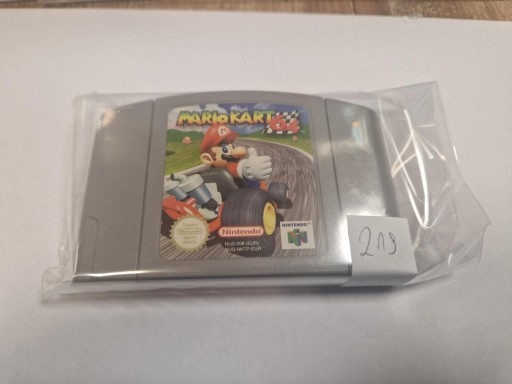 MARIO KART 64
Nintendo
NINTENDO 64
NUS-006 (EUR)
NUS-NKTP-EUR
219